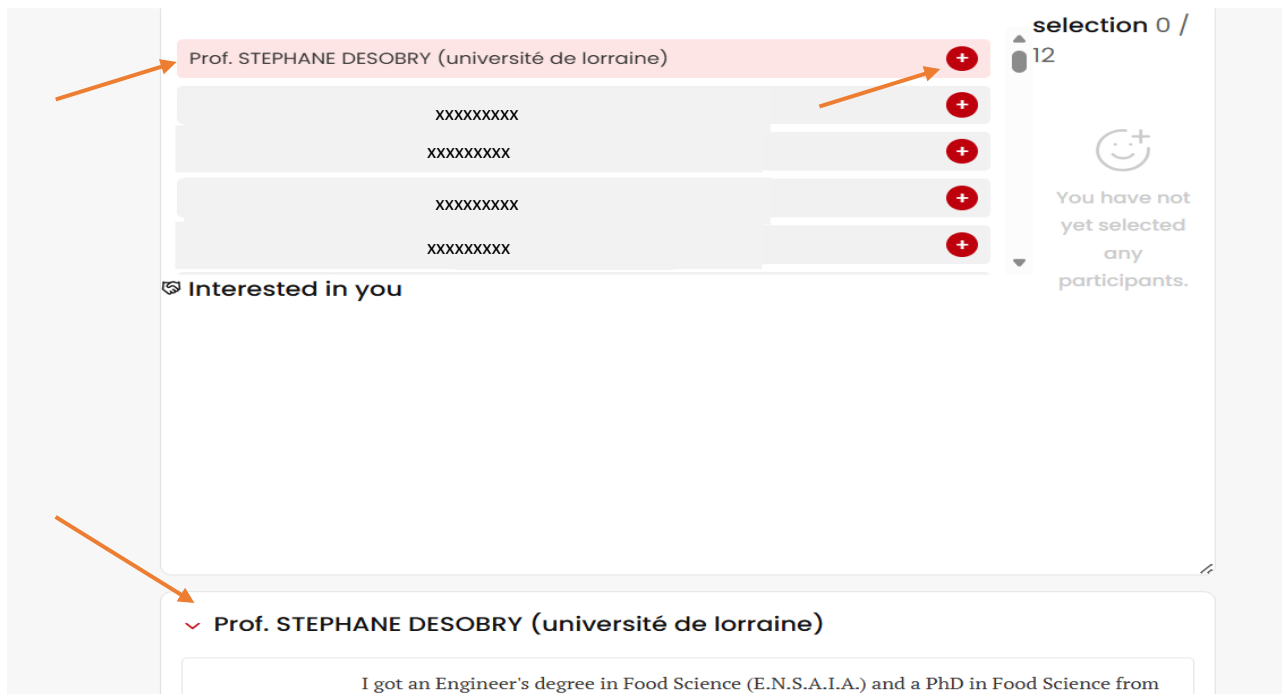 selection 0 /
12
Prof. STEPHANE DESOBRY (université de lorraine)
xxxxxxxxx
xxxxxxxxx
xxxxxxxxx
xxxxxxxxx
You have not
yet selected
any
participants.
Interested in you
Prof. STEPHANE DESOBRY (université de lorraine)
I got an Engineer's degree in Food Science (E.N.S.A.I.A.) and a PhD in Food Science from